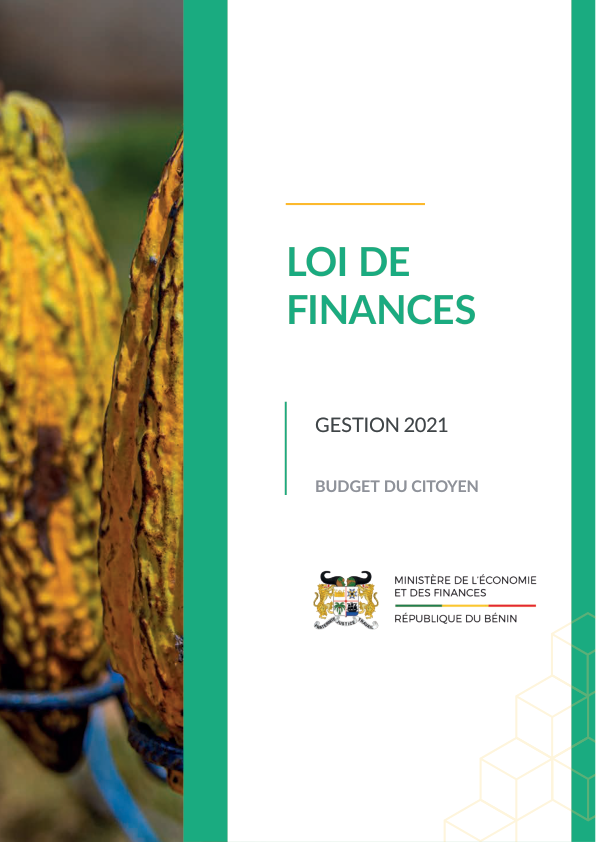 LOI DE
FINANCES
GESTION 2021
BUDGET DU CITOYEN
MINISTÈRE DE L'ÉCONOMIE
ET DES FINANCES
RÉPUBLIQUE DU BÉNIN
FRATERNITÉ JUSTICE TRAVAIL